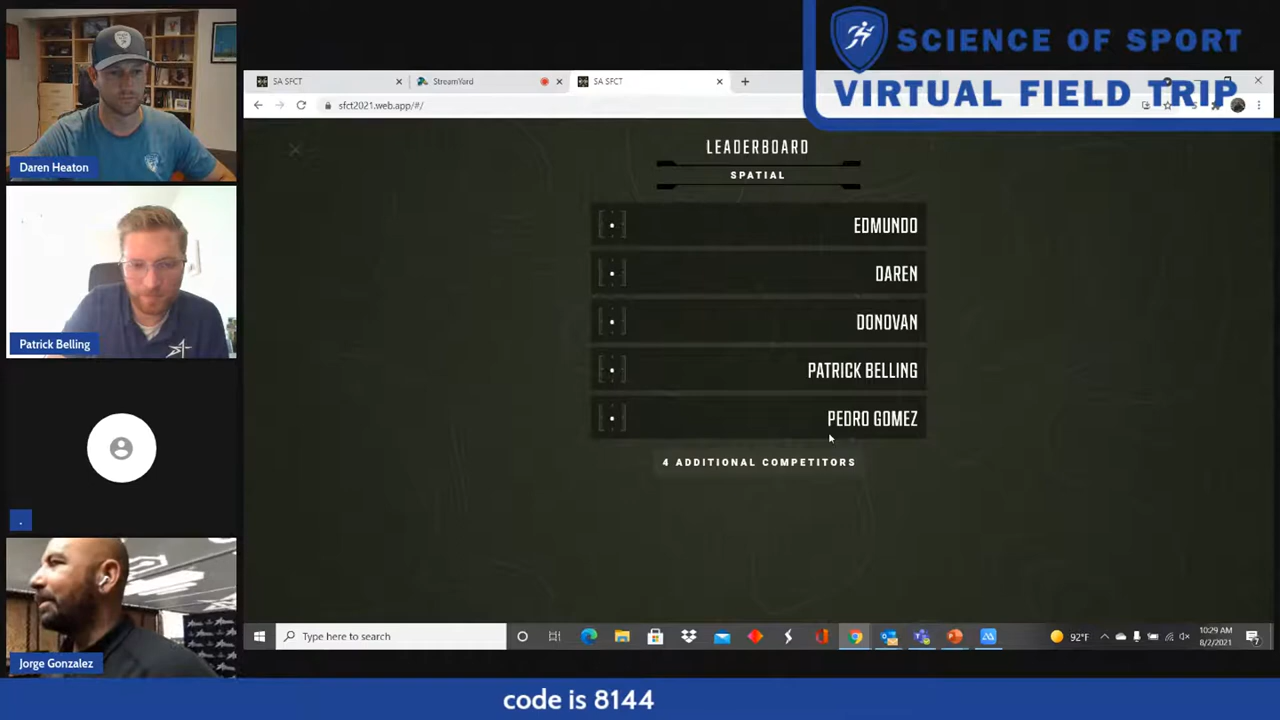 SCIENCE OF SPORT
VIRTUAL FIELD TRIP
SA SFCT
StreamYard
SA SFCT
sfct2021.web.app/#/
LEADERBOARD
SPATIAL
EDMUNDO
DAREN
DONOVAN
PATRICK BELLING
PEDRO GOMEZ
4 ADDITIONAL COMPETITORS
Daren Heaton
Patrick Belling
.
Jorge Gonzalez
Type here to search
92°F
10:29 AM
8/2/2021
7
code is 8144